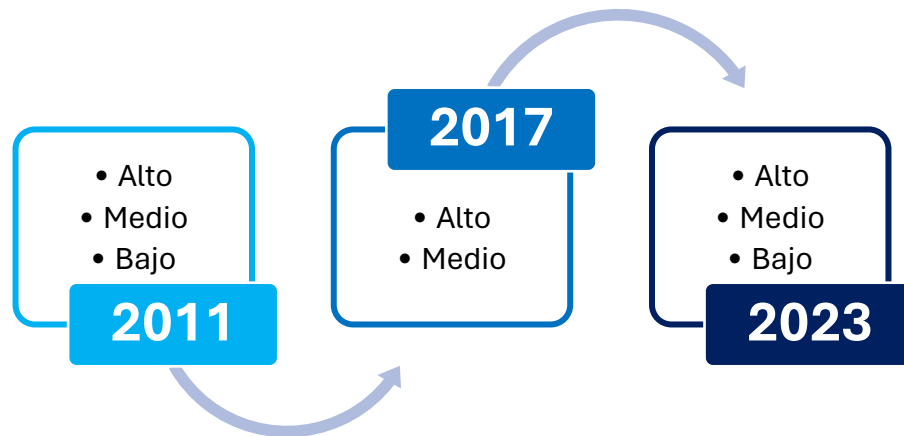 • Alto
• Medio
• Bajo
2011
2017
• Alto
• Medio
• Alto
• Medio
• Bajo
2023